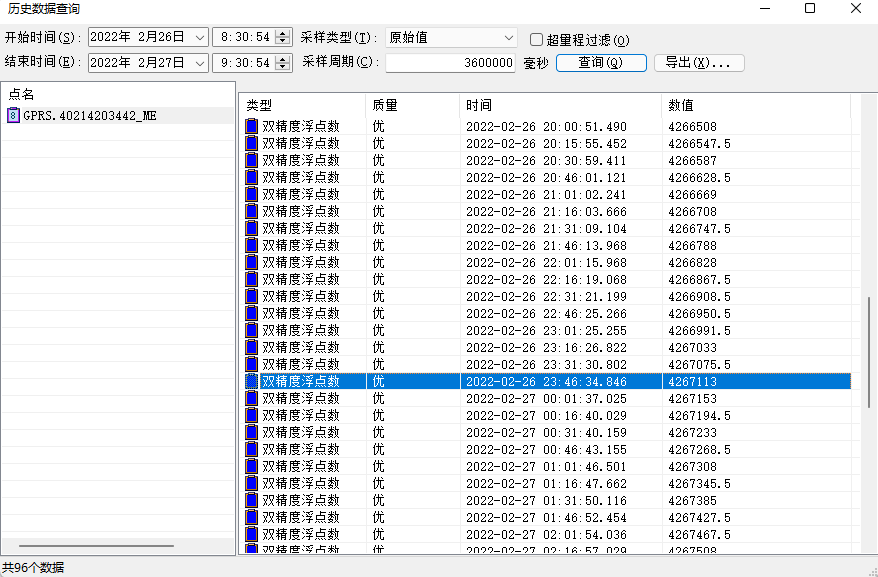 历史数据查询
开始时间(S): 2022年 2月26日 8:30:54 采样类型(T): 原始值 超量程过滤(O)
结束时间(E): 2022年 2月27日 9:30:54 采样周期(C): 3600000 毫秒 查询(Q) 导出(X)...
点名
GPRS.40214203442_ME
类型 质量 时间 数值
双精度浮点数 优 2022-02-26 20:00:51.490 4266508
双精度浮点数 优 2022-02-26 20:15:55.452 4266547.5
双精度浮点数 优 2022-02-26 20:30:59.411 4266587
双精度浮点数 优 2022-02-26 20:46:01.121 4266628.5
双精度浮点数 优 2022-02-26 21:01:02.241 4266669
双精度浮点数 优 2022-02-26 21:16:03.666 4266708
双精度浮点数 优 2022-02-26 21:31:09.104 4266747.5
双精度浮点数 优 2022-02-26 21:46:13.968 4266788
双精度浮点数 优 2022-02-26 22:01:15.968 4266828
双精度浮点数 优 2022-02-26 22:16:19.068 4266867.5
双精度浮点数 优 2022-02-26 22:31:21.199 4266908.5
双精度浮点数 优 2022-02-26 22:46:25.266 4266950.5
双精度浮点数 优 2022-02-26 23:01:25.255 4266991.5
双精度浮点数 优 2022-02-26 23:16:26.822 4267033
双精度浮点数 优 2022-02-26 23:31:30.802 4267075.5
双精度浮点数 优 2022-02-26 23:46:34.846 4267113
双精度浮点数 优 2022-02-27 00:01:37.025 4267153
双精度浮点数 优 2022-02-27 00:16:40.029 4267194.5
双精度浮点数 优 2022-02-27 00:31:40.159 4267233
双精度浮点数 优 2022-02-27 00:46:43.155 4267268.5
双精度浮点数 优 2022-02-27 01:01:46.501 4267308
双精度浮点数 优 2022-02-27 01:16:47.662 4267345.5
双精度浮点数 优 2022-02-27 01:31:50.116 4267385
双精度浮点数 优 2022-02-27 01:46:52.454 4267427.5
双精度浮点数 优 2022-02-27 02:01:54.036 4267467.5
双精度浮点数 优 2022-02-27 02:16:57.029 4267508
共96个数据